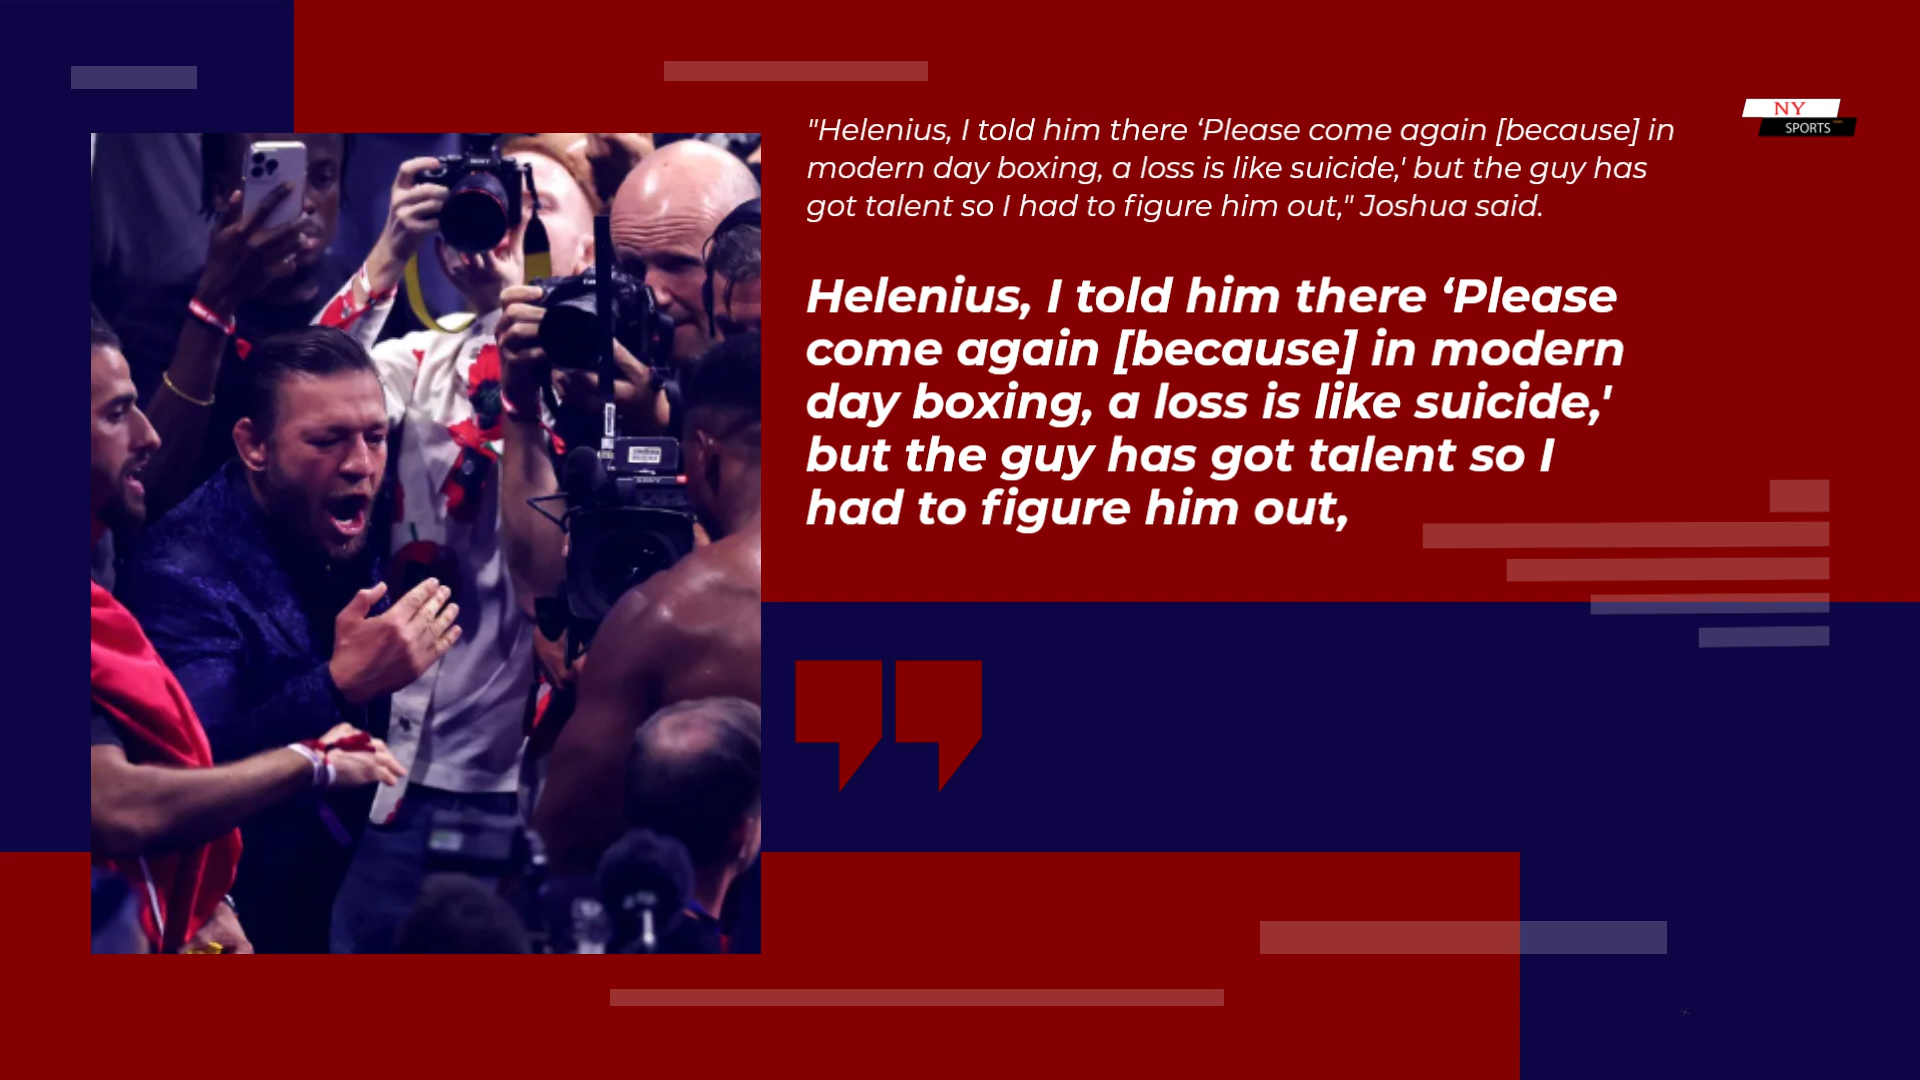 "Helenius, I told him there ‘Please come again [because] in
modern day boxing, a loss is like suicide,' but the guy has
got talent so I had to figure him out," Joshua said.
NY
SPORTS
Helenius, I told him there ‘Please
come again [because] in modern
day boxing, a loss is like suicide,'
but the guy has got talent so I
had to figure him out,
SONY
Canon
SONY